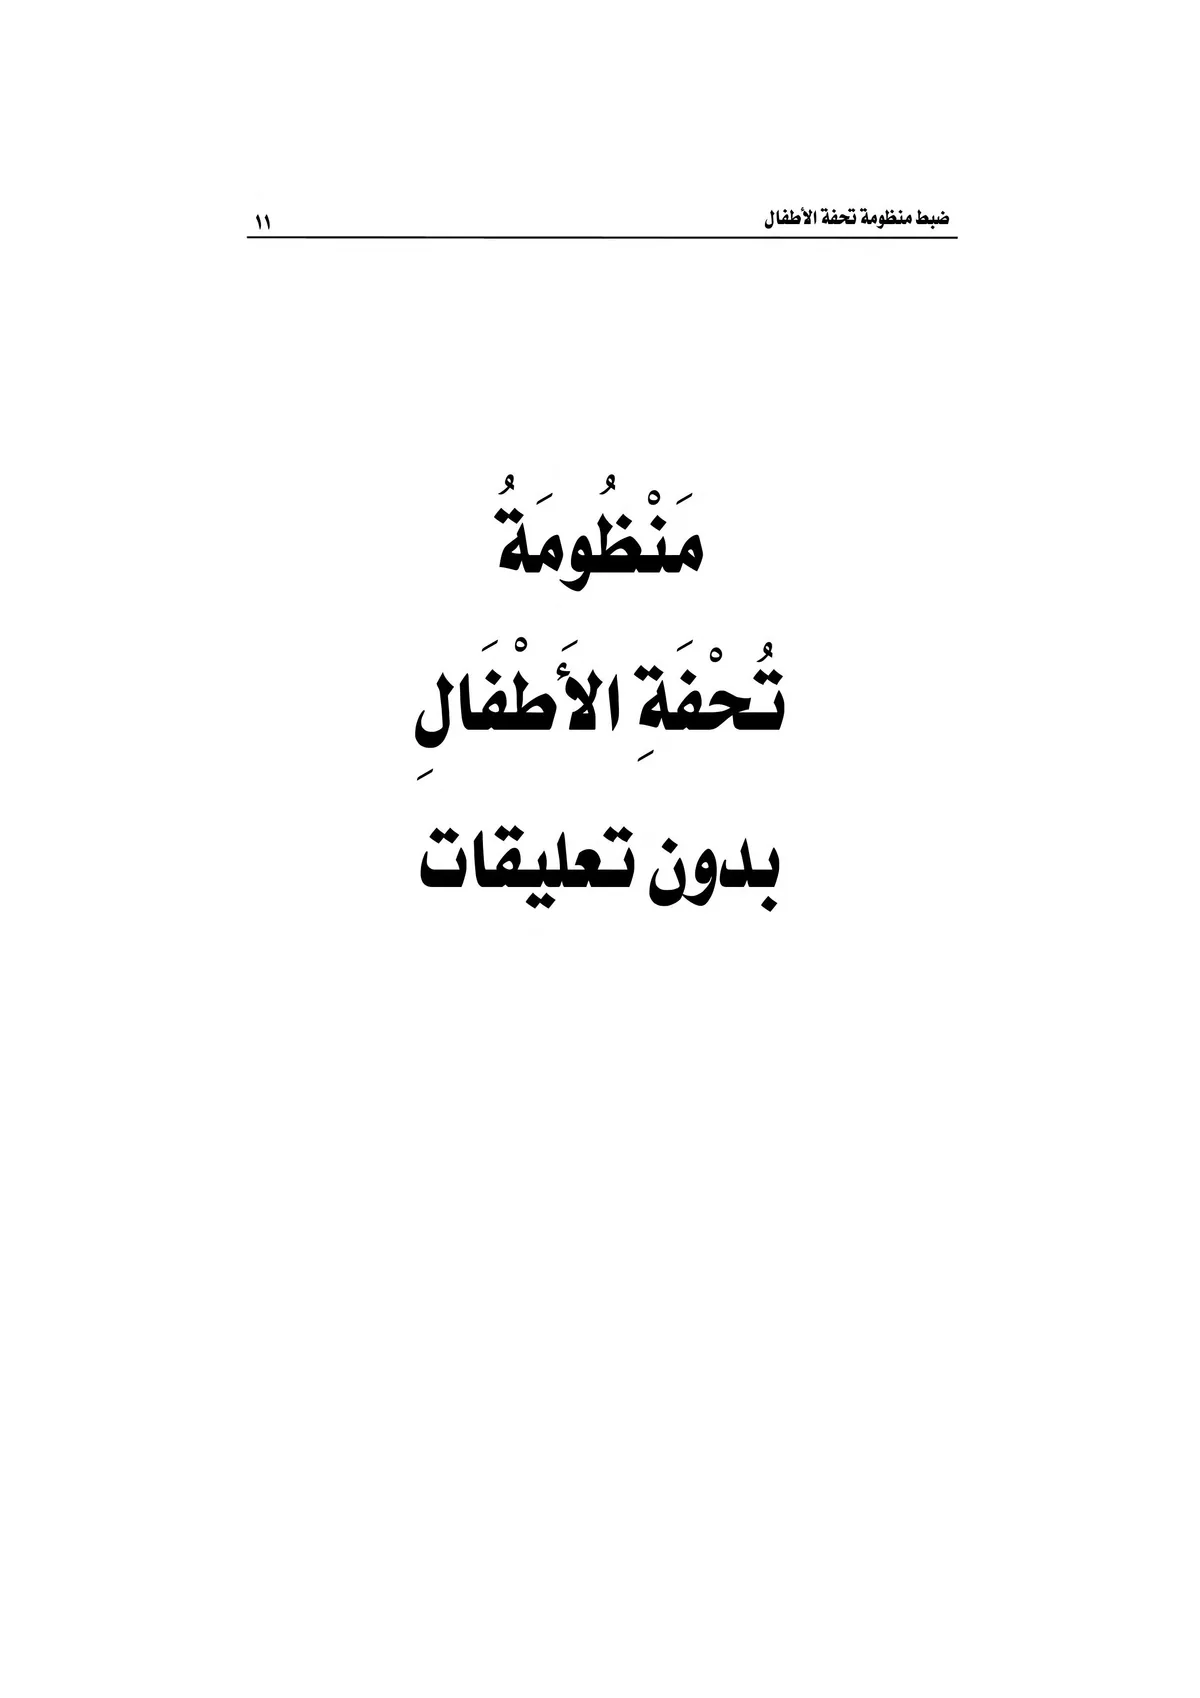 ضبط منظومة تحفة الأطفال ١١
مَنْظُومَةُ
تُحْفَةِ الأَطْفَالِ
بدون تعليقات